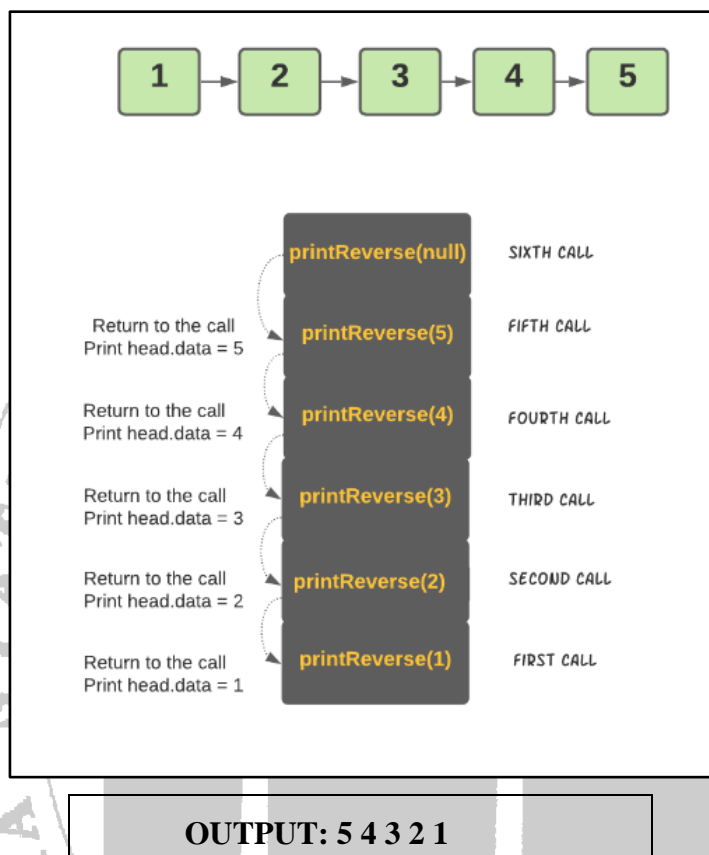 1 2 3 4 5
printReverse(null) SIXTH CALL
Return to the call
Print head.data = 5
printReverse(5) FIFTH CALL
Return to the call
Print head.data = 4
printReverse(4) FOURTH CALL
Return to the call
Print head.data = 3
printReverse(3) THIRD CALL
Return to the call
Print head.data = 2
printReverse(2) SECOND CALL
Return to the call
Print head.data = 1
printReverse(1) FIRST CALL
OUTPUT: 5 4 3 2 1